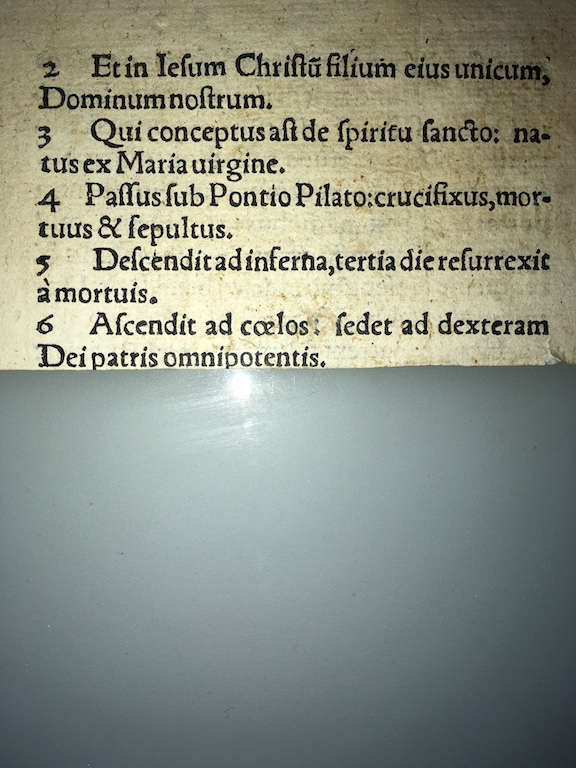 2 Et in Ieſum Chriſtū filium eius unicum,
Dominum noſtrum.
3 Qui conceptus aſt de ſpiritu ſancto: na-
tus ex Maria uirgine.
4 Paſſus ſub Pontio Pilato: crucifixus, mor-
tuus & ſepultus.
5 Deſcendit ad inferna, tertia die reſurrexit
à mortuis.
6 Aſcendit ad cœlos: ſedet ad dexteram
Dei patris omnipotentis.